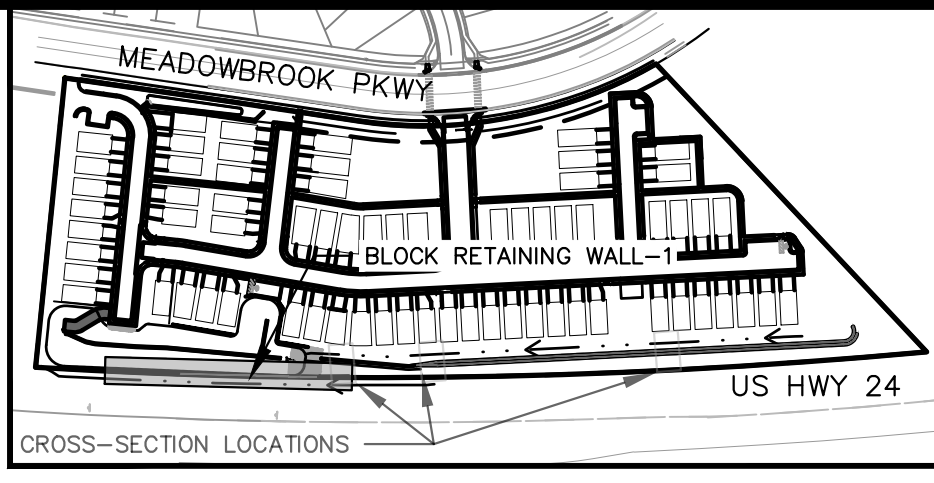 MEADOWBROOK PKWY
BLOCK RETAINING WALL-1
US HWY 24
CROSS-SECTION LOCATIONS